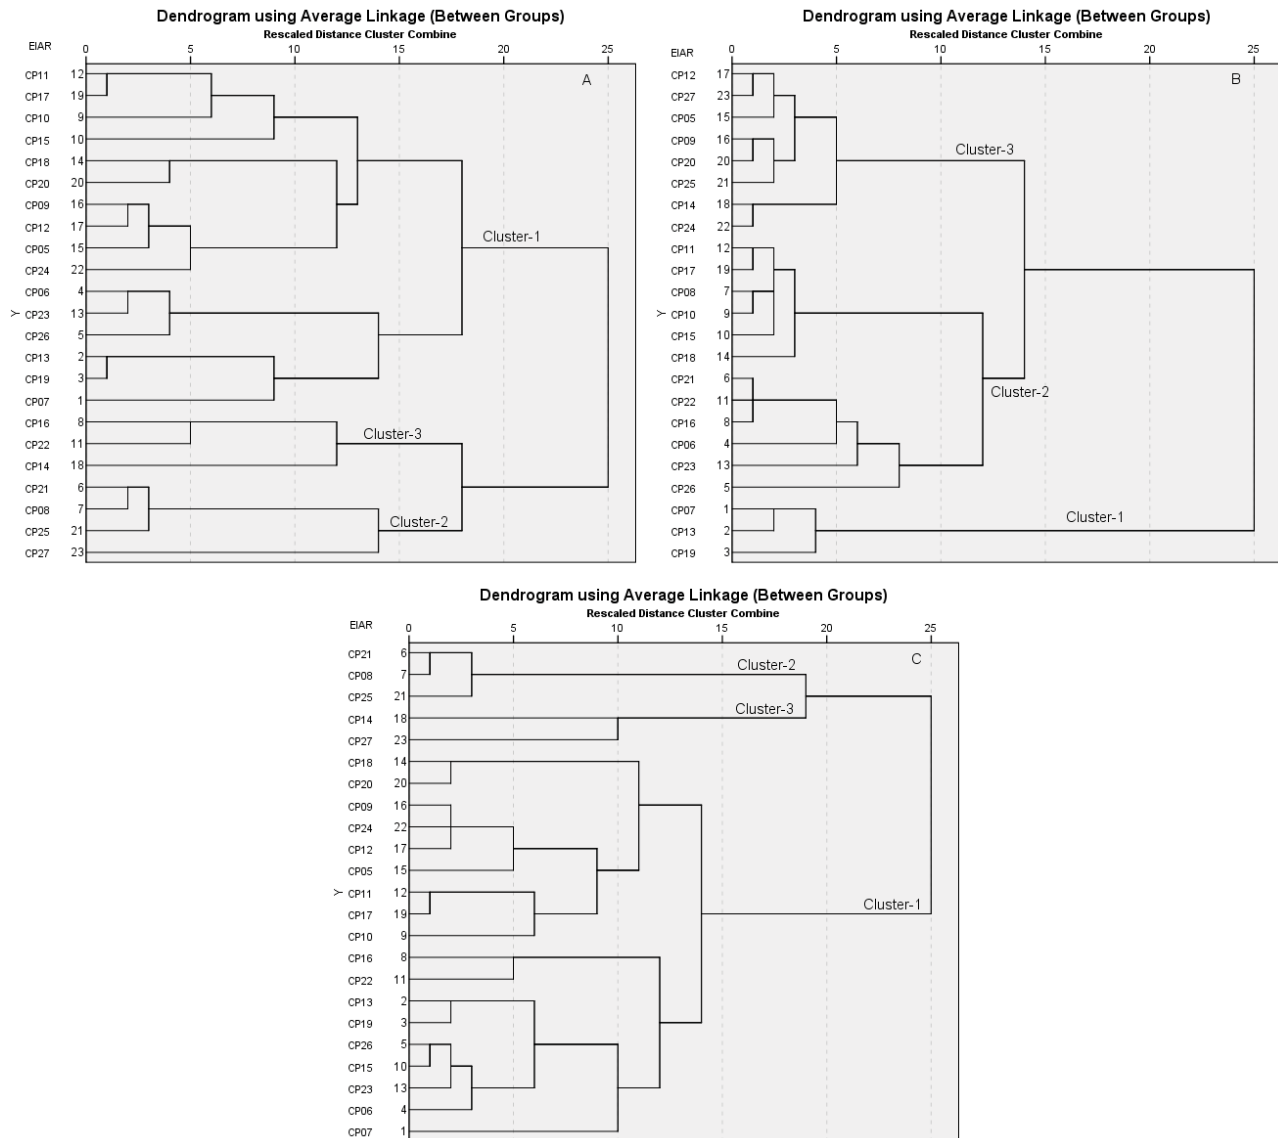 Dendrogram using Average Linkage (Between Groups)
Rescaled Distance Cluster Combine
EIAR
0 5 10 15 20 25
A
CP11 12
CP17 19
CP10 9
CP15 10
CP18 14
CP20 20
CP09 16
CP12 17
CP05 15
CP24 22
CP06 4
Y CP23 13
CP26 5
CP13 2
CP19 3
CP07 1
CP16 8
CP22 11
CP14 18
CP21 6
CP08 7
CP25 21
CP27 23
Cluster-1
Cluster-3
Cluster-2
Dendrogram using Average Linkage (Between Groups)
Rescaled Distance Cluster Combine
EIAR
0 5 10 15 20 25
B
CP12 17
CP27 23
CP05 15
CP09 16
CP20 20
CP25 21
CP14 18
CP24 22
CP11 12
CP17 19
CP08 7
Y CP10 9
CP15 10
CP18 14
CP21 6
CP22 11
CP16 8
CP06 4
CP23 13
CP26 5
CP07 1
CP13 2
CP19 3
Cluster-3
Cluster-2
Cluster-1
Dendrogram using Average Linkage (Between Groups)
Rescaled Distance Cluster Combine
EIAR
0 5 10 15 20 25
C
CP21 6
CP08 7
CP25 21
CP14 18
CP27 23
CP18 14
CP20 20
CP09 16
CP24 22
CP12 17
CP05 15
Y CP11 12
CP17 19
CP10 9
CP16 8
CP22 11
CP13 2
CP19 3
CP26 5
CP15 10
CP23 13
CP06 4
CP07 1
Cluster-2
Cluster-3
Cluster-1